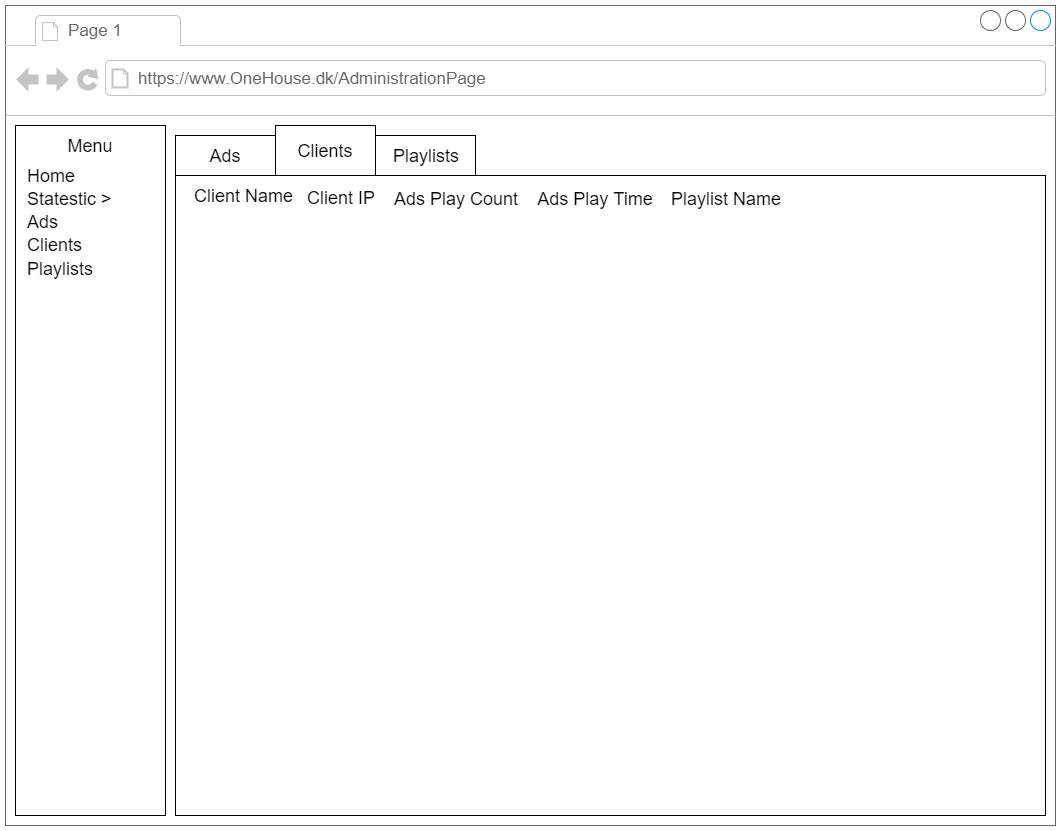 Page 1
https://www.OneHouse.dk/AdministrationPage
Menu
Home
Statestic >
Ads
Clients
Playlists
Ads
Clients
Playlists
Client Name Client IP Ads Play Count Ads Play Time Playlist Name